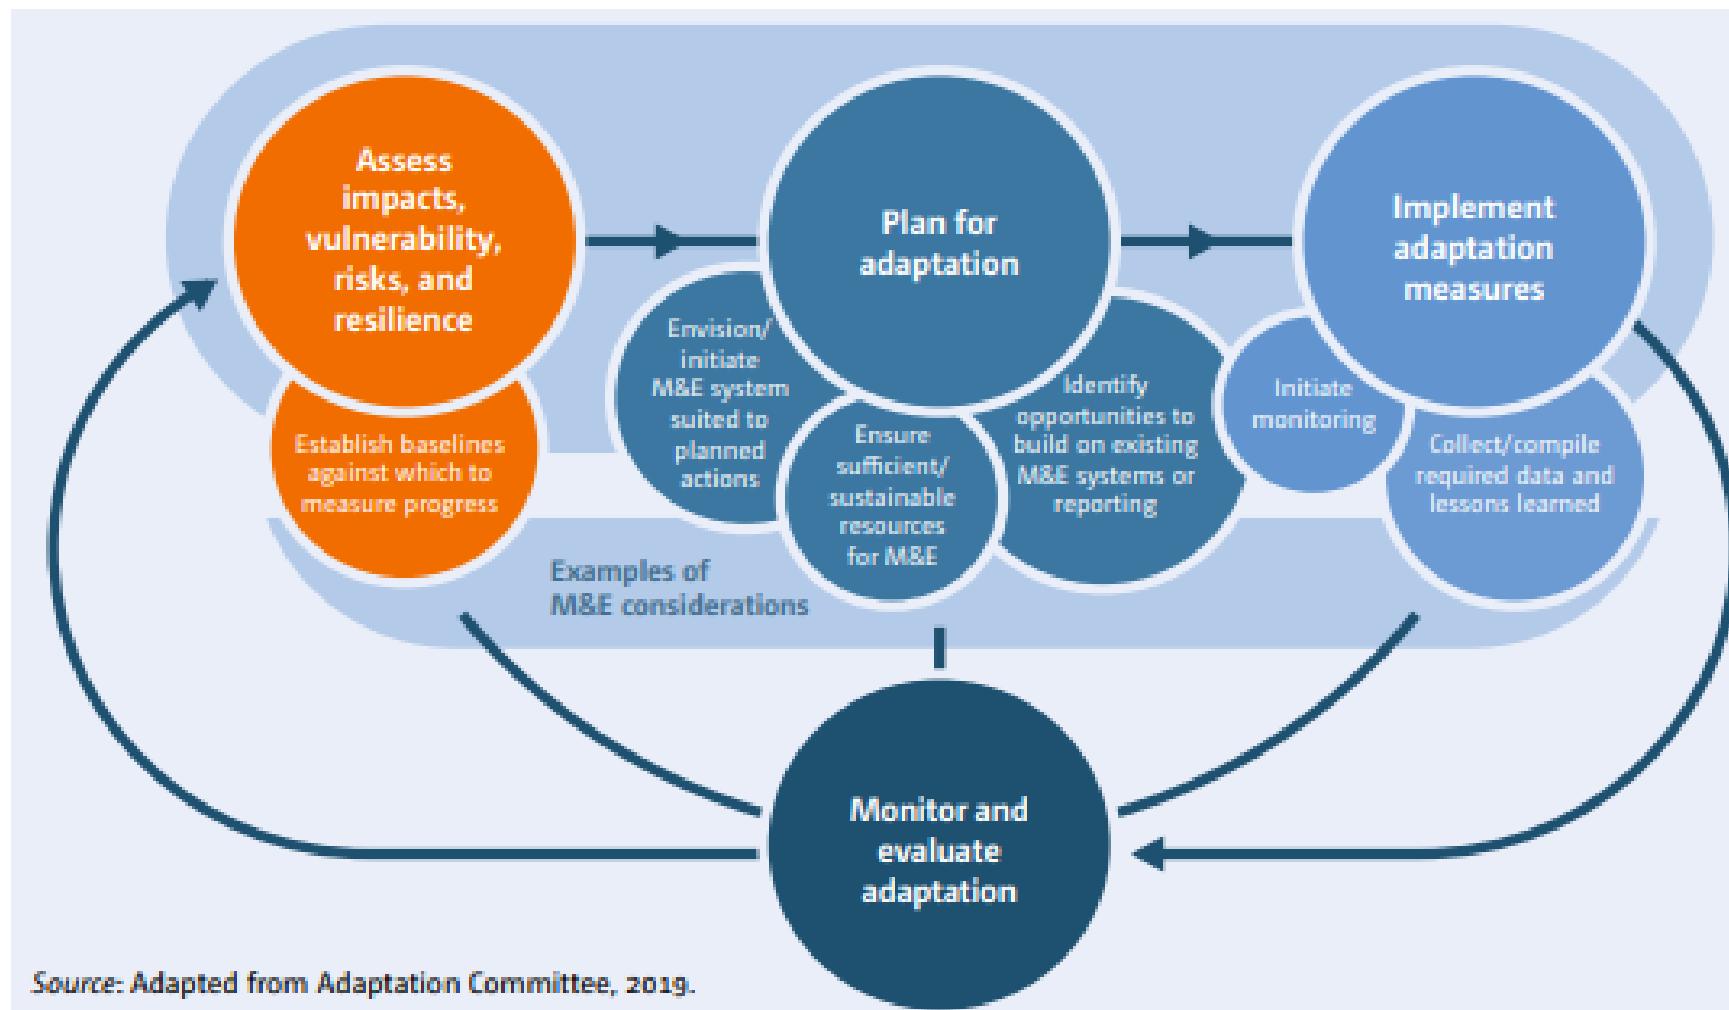 Assess
impacts,
vulnerability,
risks, and
resilience
Establish baselines
against which to
measure progress
Plan for
adaptation
Envision/
initiate
M&E system
suited to
planned
actions
Ensure
sufficient/
sustainable
resources
for M&E
Identify
opportunities to
build on existing
M&E systems or
reporting
Implement
adaptation
measures
Initiate
monitoring
Collect/compile
required data and
lessons learned
Examples of
M&E considerations
Monitor and
evaluate
adaptation
Source: Adapted from Adaptation Committee, 2019.